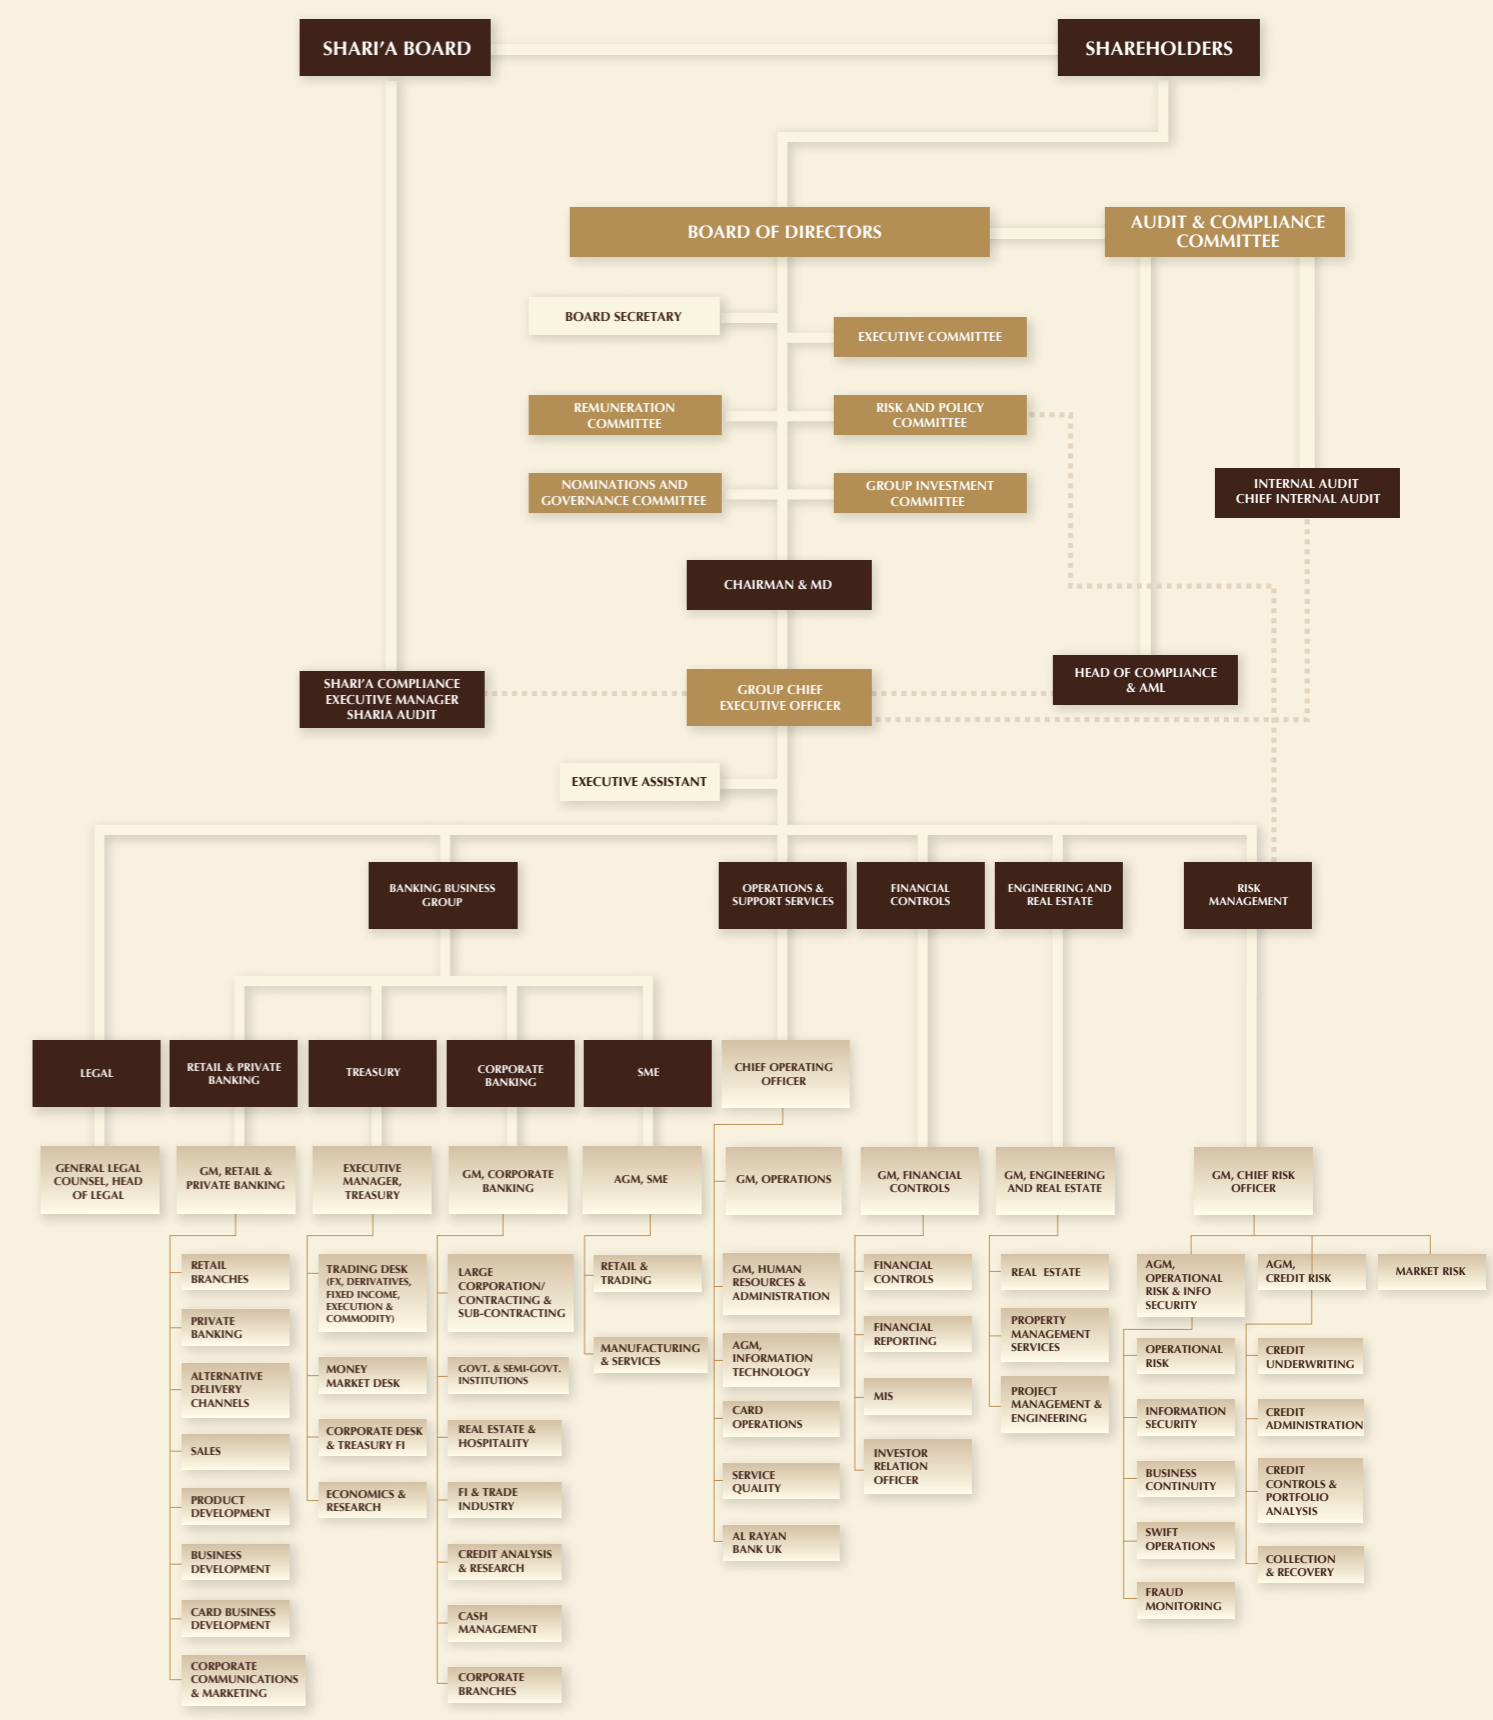 SHARI'A BOARD
SHAREHOLDERS
BOARD OF DIRECTORS
AUDIT & COMPLIANCE
COMMITTEE
BOARD SECRETARY
EXECUTIVE COMMITTEE
REMUNERATION
COMMITTEE
RISK AND POLICY
COMMITTEE
NOMINATIONS AND
GOVERNANCE COMMITTEE
GROUP INVESTMENT
COMMITTEE
INTERNAL AUDIT
CHIEF INTERNAL AUDIT
CHAIRMAN & MD
SHARI'A COMPLIANCE
EXECUTIVE MANAGER
SHARIA AUDIT
GROUP CHIEF
EXECUTIVE OFFICER
HEAD OF COMPLIANCE
& AML
EXECUTIVE ASSISTANT
BANKING BUSINESS
GROUP
OPERATIONS &
SUPPORT SERVICES
FINANCIAL
CONTROLS
ENGINEERING AND
REAL ESTATE
RISK
MANAGEMENT
LEGAL
RETAIL & PRIVATE
BANKING
TREASURY
CORPORATE
BANKING
SME
CHIEF OPERATING
OFFICER
GENERAL LEGAL
COUNSEL, HEAD
OF LEGAL
GM, RETAIL &
PRIVATE BANKING
EXECUTIVE
MANAGER,
TREASURY
GM, CORPORATE
BANKING
AGM, SME
GM, OPERATIONS
GM, FINANCIAL
CONTROLS
GM, ENGINEERING
AND REAL ESTATE
GM, CHIEF RISK
OFFICER
RETAIL
BRANCHES
PRIVATE
BANKING
ALTERNATIVE
DELIVERY
CHANNELS
SALES
PRODUCT
DEVELOPMENT
BUSINESS
DEVELOPMENT
CARD BUSINESS
DEVELOPMENT
CORPORATE
COMMUNICATIONS
& MARKETING
TRADING DESK
(FX, DERIVATIVES,
FIXED INCOME,
EXECUTION &
COMMODITY)
MONEY
MARKET DESK
CORPORATE DESK
& TREASURY FI
ECONOMICS &
RESEARCH
LARGE
CORPORATION/
CONTRACTING &
SUB-CONTRACTING
GOVT. & SEMI-GOVT.
INSTITUTIONS
REAL ESTATE &
HOSPITALITY
FI & TRADE
INDUSTRY
CREDIT ANALYSIS
& RESEARCH
CASH
MANAGEMENT
CORPORATE
BRANCHES
RETAIL &
TRADING
MANUFACTURING
& SERVICES
GM, HUMAN
RESOURCES &
ADMINISTRATION
AGM,
INFORMATION
TECHNOLOGY
CARD
OPERATIONS
SERVICE
QUALITY
AL RAYAN
BANK UK
FINANCIAL
CONTROLS
FINANCIAL
REPORTING
MIS
INVESTOR
RELATION
OFFICER
REAL ESTATE
PROPERTY
MANAGEMENT
SERVICES
PROJECT
MANAGEMENT &
ENGINEERING
AGM,
OPERATIONAL
RISK & INFO
SECURITY
OPERATIONAL
RISK
INFORMATION
SECURITY
BUSINESS
CONTINUITY
SWIFT
OPERATIONS
FRAUD
MONITORING
AGM,
CREDIT RISK
CREDIT
UNDERWRITING
CREDIT
ADMINISTRATION
CREDIT
CONTROLS &
PORTFOLIO
ANALYSIS
COLLECTION
& RECOVERY
MARKET RISK